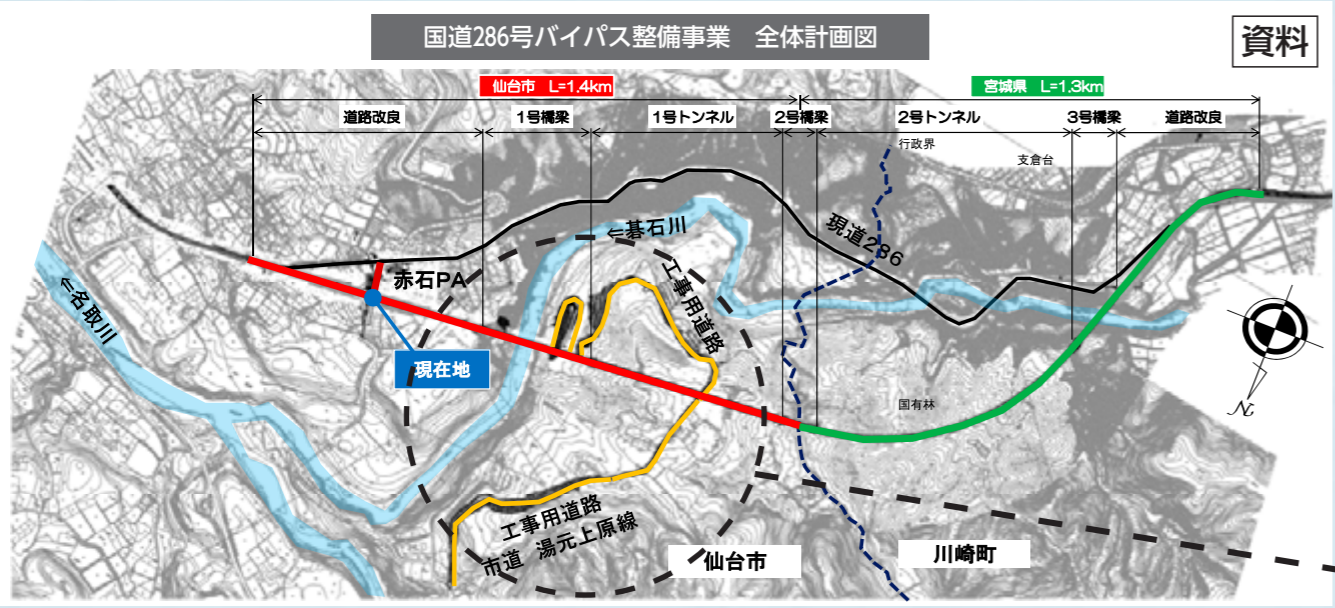 国道286号バイパス整備事業　全体計画図
資料
仙台市　L=1.4km
宮城県　L=1.3km
道路改良
1号橋梁
1号トンネル
2号橋梁
2号トンネル
3号橋梁
道路改良
行政界
支倉台
⇐碁石川
現道286
赤石PA
工事用道路
⇐名取川
現在地
国有林
N
工事用道路
市道　湯元上原線
仙台市
川崎町